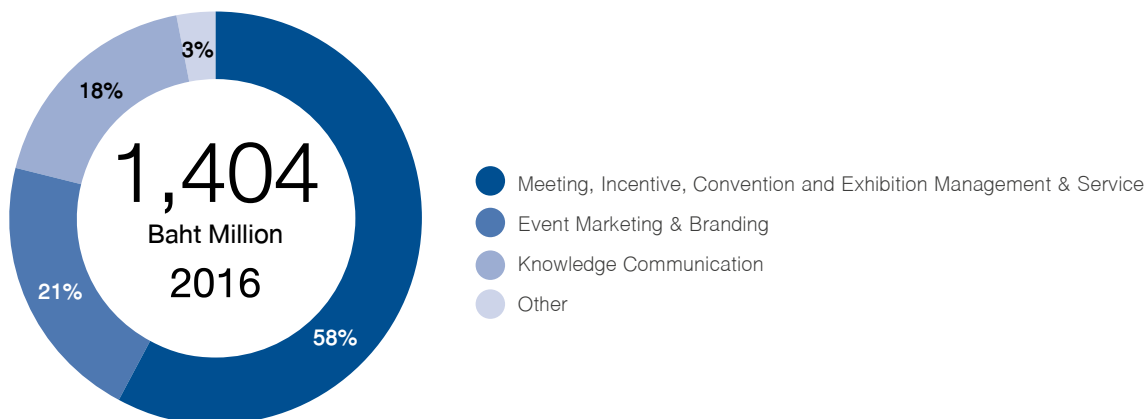 3%
18%
1,404
Baht Million
2016
21%
58%
Meeting, Incentive, Convention and Exhibition Management & Service
Event Marketing & Branding
Knowledge Communication
Other